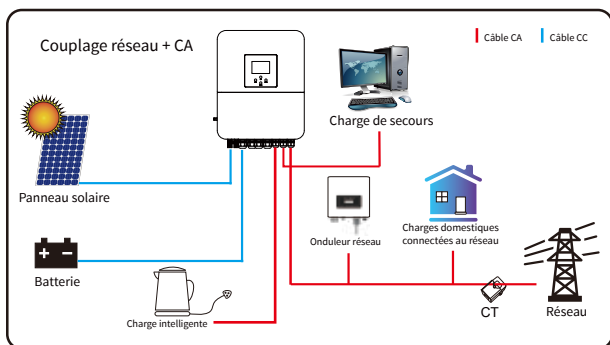 Couplage réseau + CA
Câble CA
Câble CC
Charge de secours
Panneau solaire
Onduleur réseau
Charges domestiques
connectées au réseau
Batterie
CT
Réseau
Charge intelligente